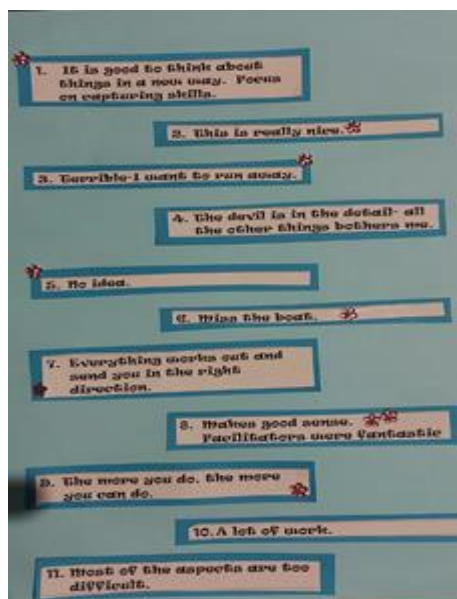 1. It is good to think about
things in a new way. Focus
on capturing skills.
2. This is really nice.
3. Terrible-I want to run away.
4. The devil is in the detail- all
the other things bothers me.
5. No idea.
6. Miss the boat.
7. Everything works out and
send you in the right
direction.
8. Makes good sense.
Facilitators were fantastic
9. The more you do, the more
you can do.
10. A lot of work.
11. Most of the aspects are too
difficult.